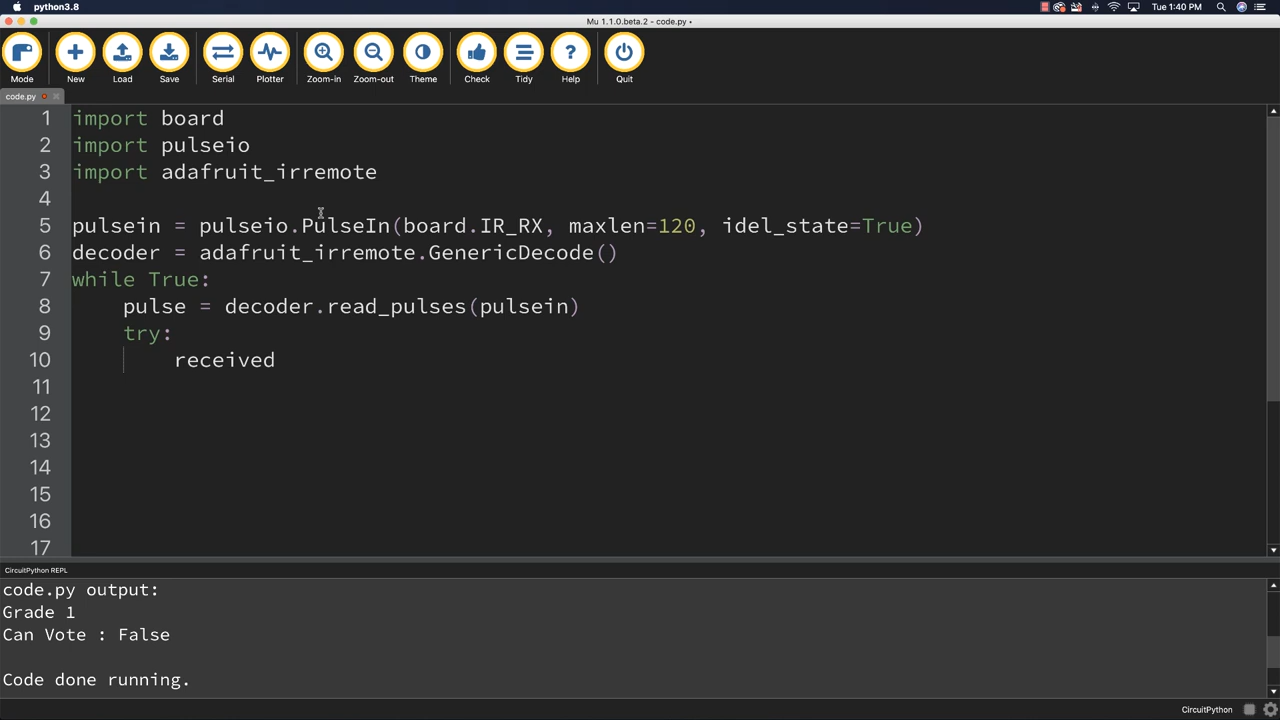 python3.8
Tue 1:40 PM
Mu 1.1.0.beta.2 - code.py •
Mode New Load Save Serial Plotter Zoom-in Zoom-out Theme Check Tidy Help Quit
code.py
1 import board
2 import pulseio
3 import adafruit_irremote
4
5 pulsein = pulseio.PulseIn(board.IR_RX, maxlen=120, idel_state=True)
6 decoder = adafruit_irremote.GenericDecode()
7 while True:
8 pulse = decoder.read_pulses(pulsein)
9 try:
10 received
11
12
13
14
15
16
17
CircuitPython REPL
code.py output:
Grade 1
Can Vote : False
Code done running.
CircuitPython